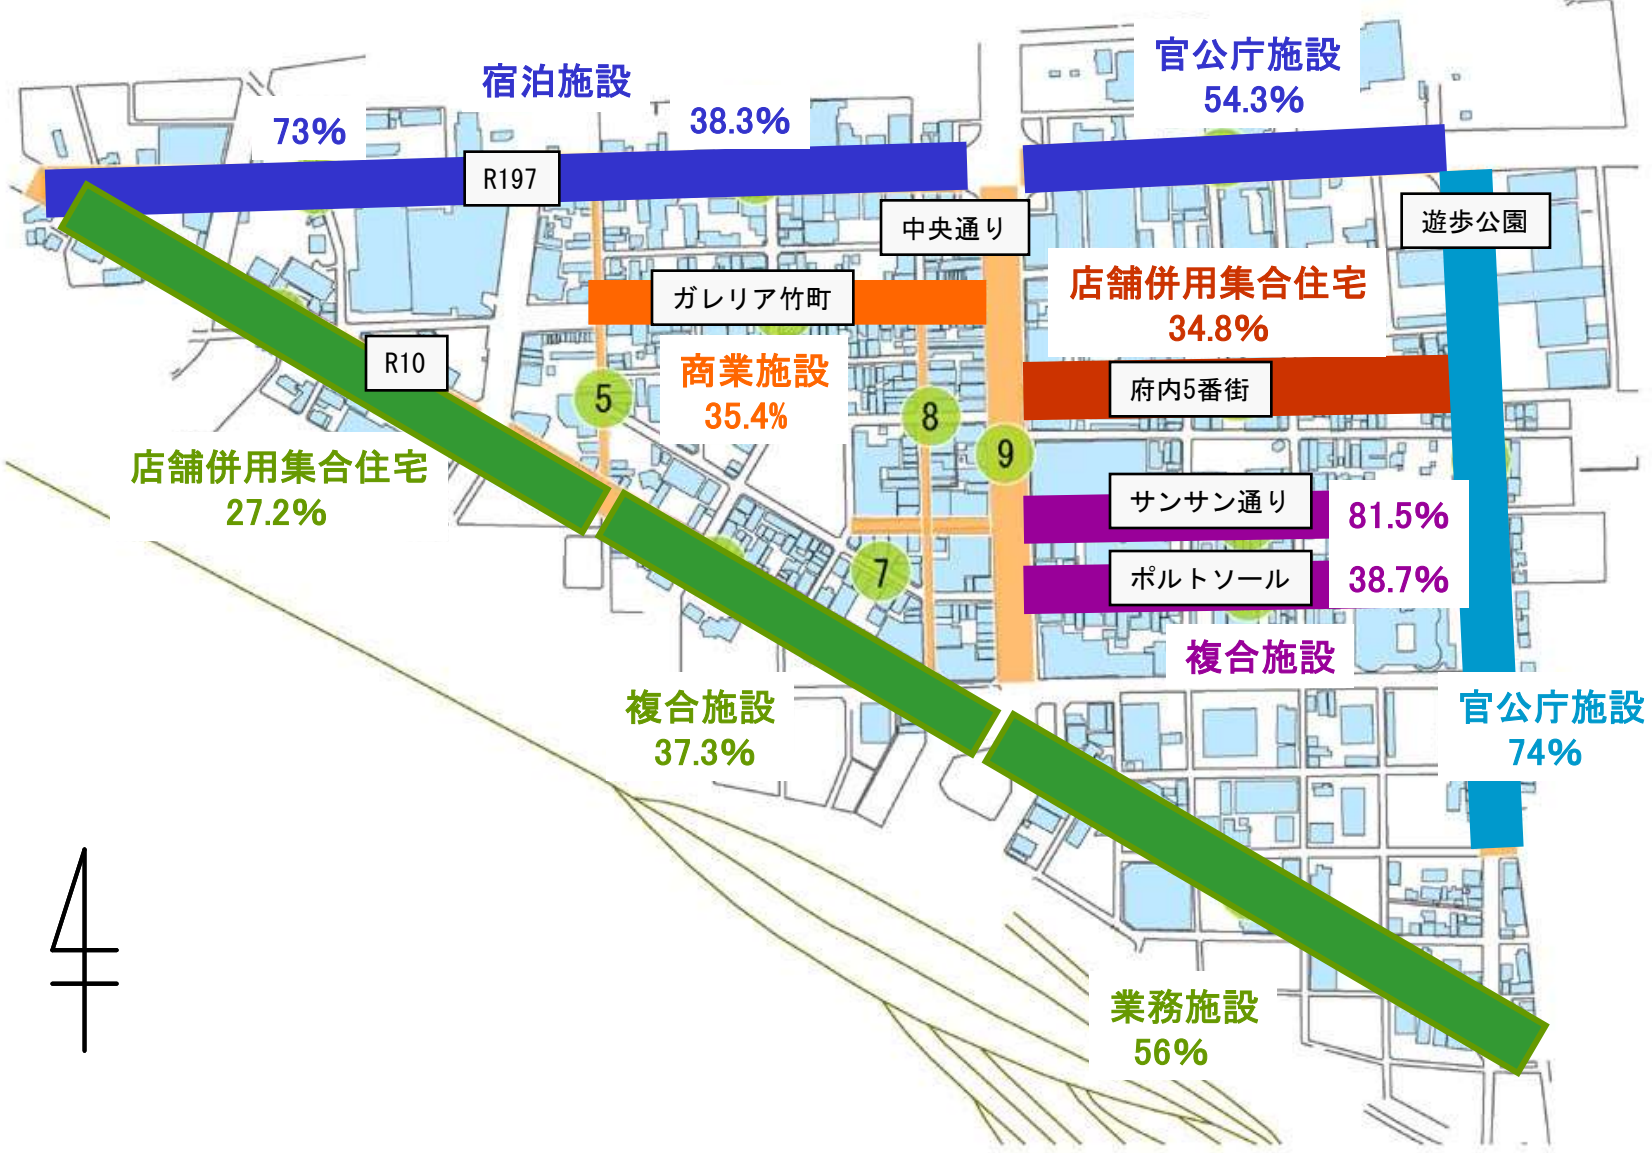 宿泊施設
官公庁施設
54.3%
73%
38.3%
R197
中央通り
遊歩公園
ガレリア竹町
店舗併用集合住宅
34.8%
R10
商業施設
35.4%
府内5番街
5
8
9
店舗併用集合住宅
27.2%
サンサン通り
81.5%
7
ポルトソール
38.7%
複合施設
複合施設
37.3%
官公庁施設
74%
業務施設
56%